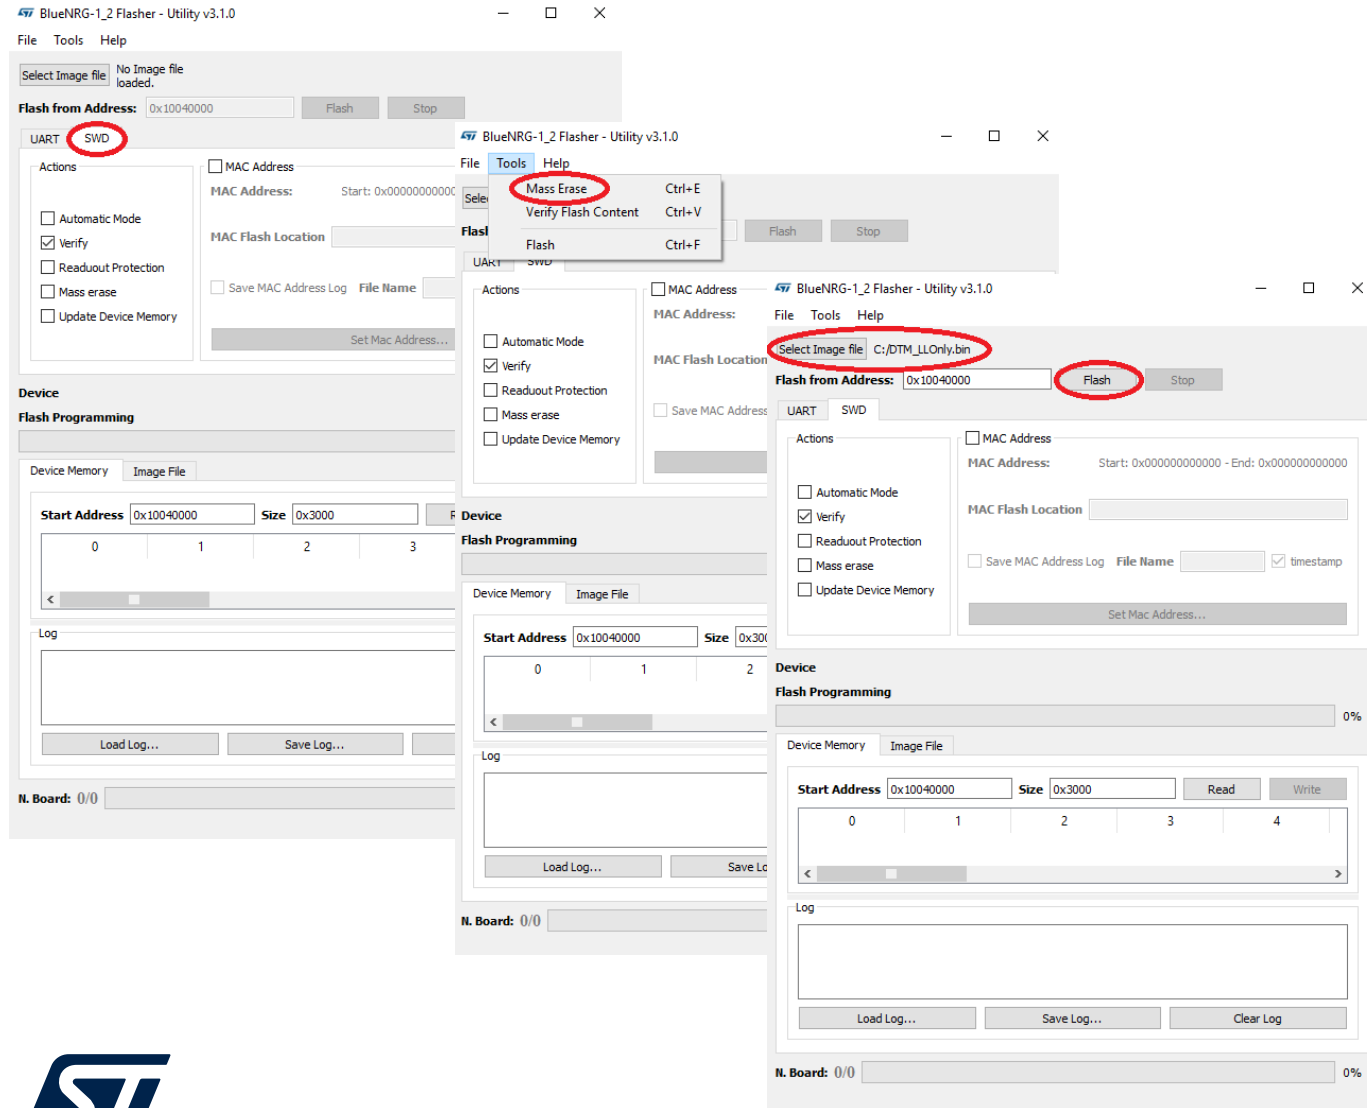 BlueNRG-1_2 Flasher - Utility v3.1.0
File Tools Help
Select Image file No Image file loaded.
Flash from Address: 0x10040000 Flash Stop
UART SWD
Actions
MAC Address
MAC Address: Start: 0x00000000000
Automatic Mode
Verify
MAC Flash Location
Readuout Protection
Mass erase
Save MAC Address Log File Name
Update Device Memory
Set Mac Address...
Device
Flash Programming
Device Memory Image File
Start Address 0x10040000 Size 0x3000
0 1 2 3
Log
Load Log... Save Log...
N. Board: 0/0
BlueNRG-1_2 Flasher - Utility v3.1.0
File Tools Help
Mass Erase Ctrl+E
Verify Flash Content Ctrl+V
Flash Ctrl+F
Flash Stop
UART SWD
Actions
MAC Address
MAC Address:
Automatic Mode
Verify
MAC Flash Location
Readuout Protection
Mass erase
Save MAC Address
Update Device Memory
Device
Flash Programming
Device Memory Image File
Start Address 0x10040000 Size 0x300
0 1 2
Log
Load Log... Save Lo
N. Board: 0/0
BlueNRG-1_2 Flasher - Utility v3.1.0
File Tools Help
Select Image file C:/DTM_LLOnly.bin
Flash from Address: 0x10040000 Flash Stop
UART SWD
Actions
MAC Address
MAC Address: Start: 0x000000000000 - End: 0x000000000000
Automatic Mode
Verify
MAC Flash Location
Readuout Protection
Mass erase
Save MAC Address Log File Name timestamp
Update Device Memory
Set Mac Address...
Device
Flash Programming
0%
Device Memory Image File
Start Address 0x10040000 Size 0x3000 Read Write
0 1 2 3 4
Log
Load Log... Save Log... Clear Log
N. Board: 0/0 0%